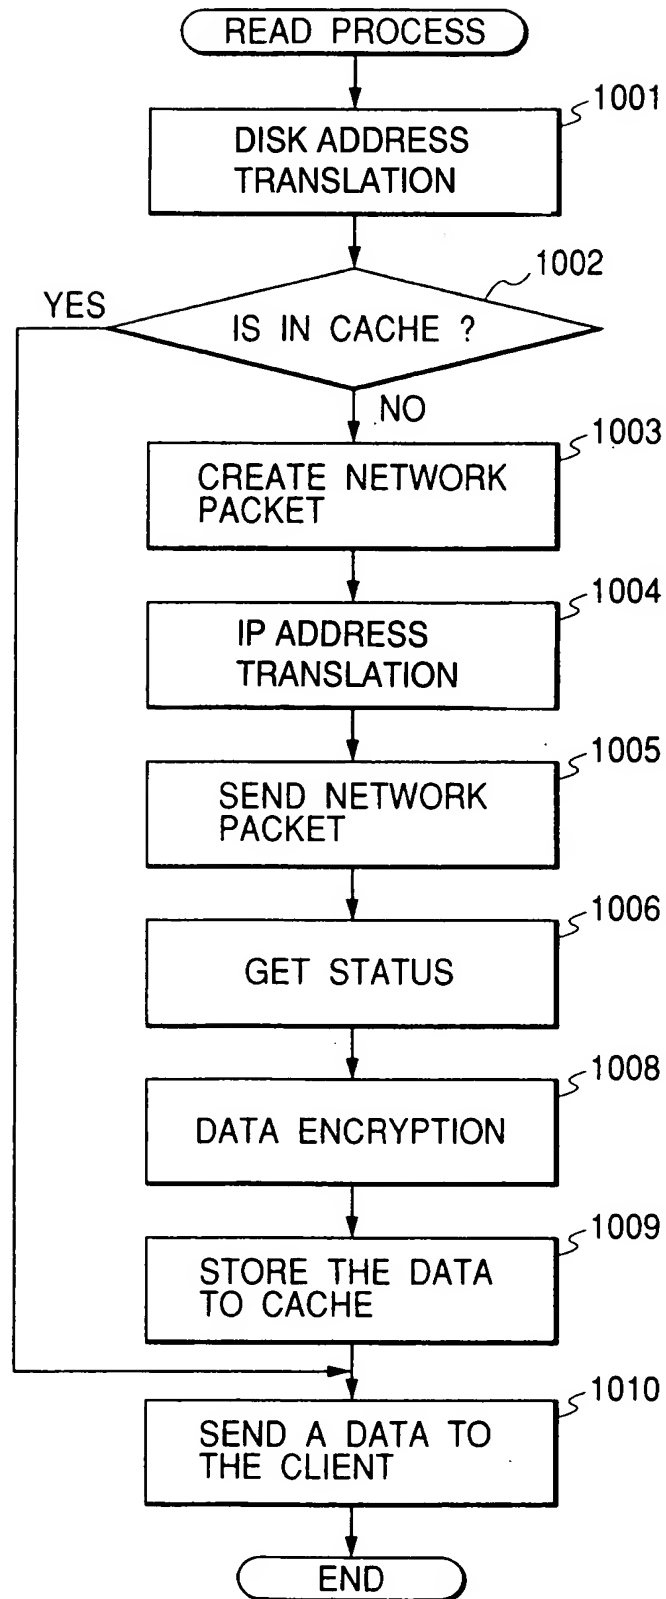 READ PROCESS
1001
DISK ADDRESS
TRANSLATION
1002
YES
IS IN CACHE ?
NO
1003
CREATE NETWORK
PACKET
1004
IP ADDRESS
TRANSLATION
1005
SEND NETWORK
PACKET
1006
GET STATUS
1008
DATA ENCRYPTION
1009
STORE THE DATA
TO CACHE
1010
SEND A DATA TO
THE CLIENT
END